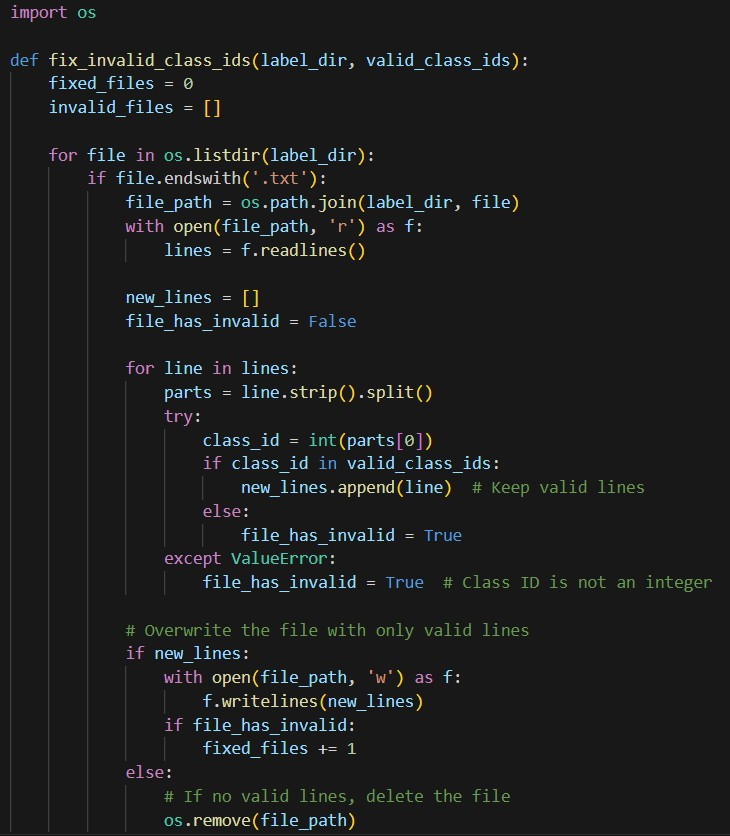 import os
def fix_invalid_class_ids(label_dir, valid_class_ids):
    fixed_files = 0
    invalid_files = []
    for file in os.listdir(label_dir):
        if file.endswith('.txt'):
            file_path = os.path.join(label_dir, file)
            with open(file_path, 'r') as f:
                lines = f.readlines()
            new_lines = []
            file_has_invalid = False
            for line in lines:
                parts = line.strip().split()
                try:
                    class_id = int(parts[0])
                    if class_id in valid_class_ids:
                        new_lines.append(line)  # Keep valid lines
                    else:
                        file_has_invalid = True
                except ValueError:
                    file_has_invalid = True  # Class ID is not an integer
            # Overwrite the file with only valid lines
            if new_lines:
                with open(file_path, 'w') as f:
                    f.writelines(new_lines)
                if file_has_invalid:
                    fixed_files += 1
            else:
                # If no valid lines, delete the file
                os.remove(file_path)